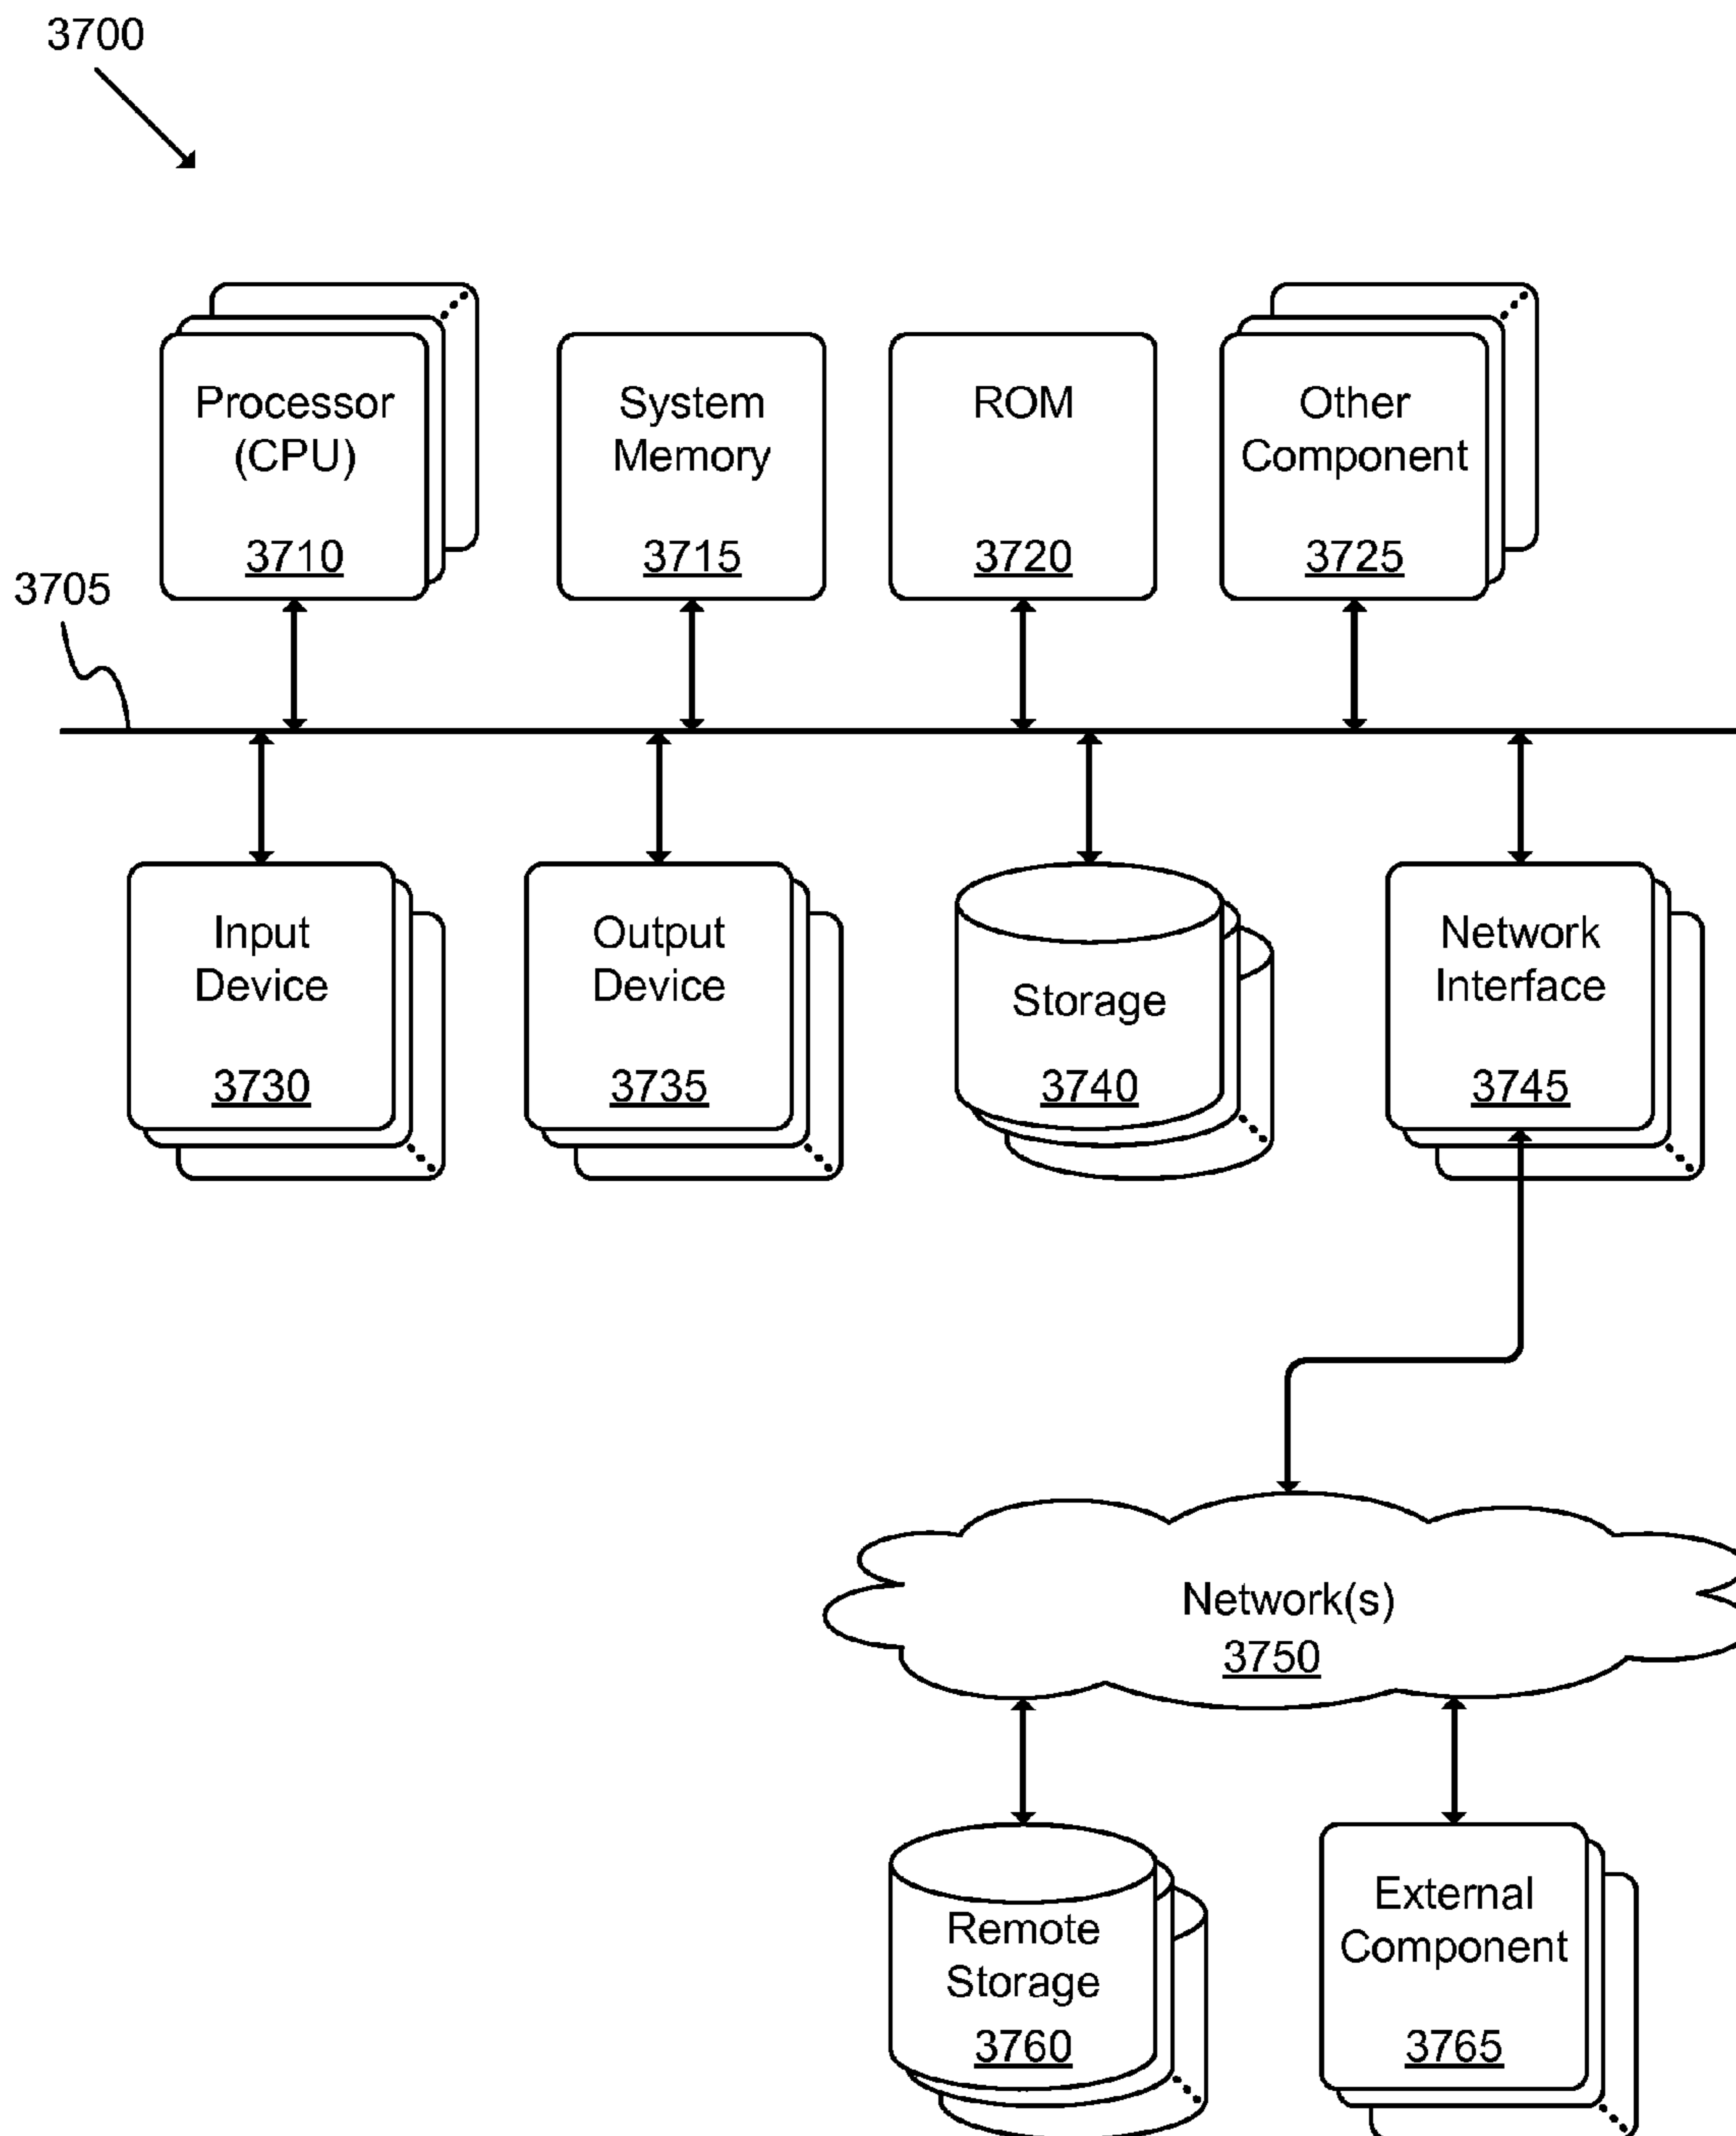 3700
Processor
(CPU)
3710
System
Memory
3715
ROM
3720
Other
Component
3725
3705
Input
Device
3730
Output
Device
3735
Storage
3740
Network
Interface
3745
Network(s)
3750
Remote
Storage
3760
External
Component
3765